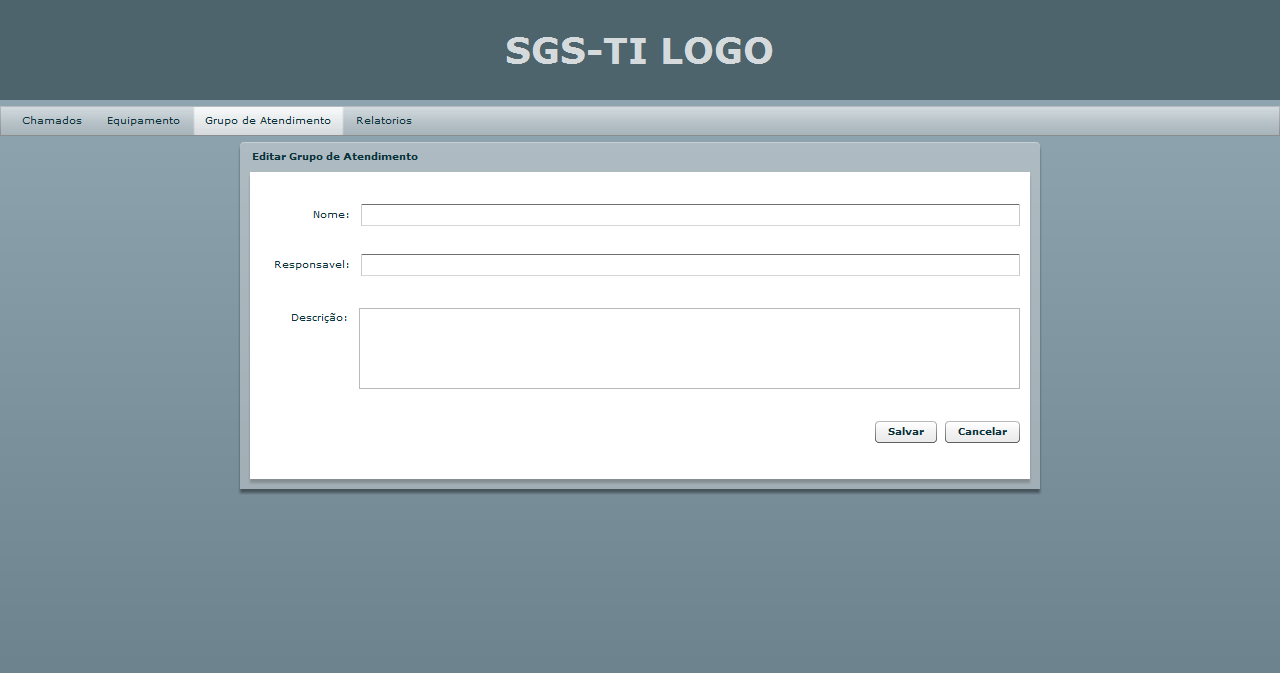 SGS-TI LOGO
Chamados Equipamento Grupo de Atendimento Relatorios
Editar Grupo de Atendimento
Nome:
Responsavel:
Descrição:
Salvar Cancelar